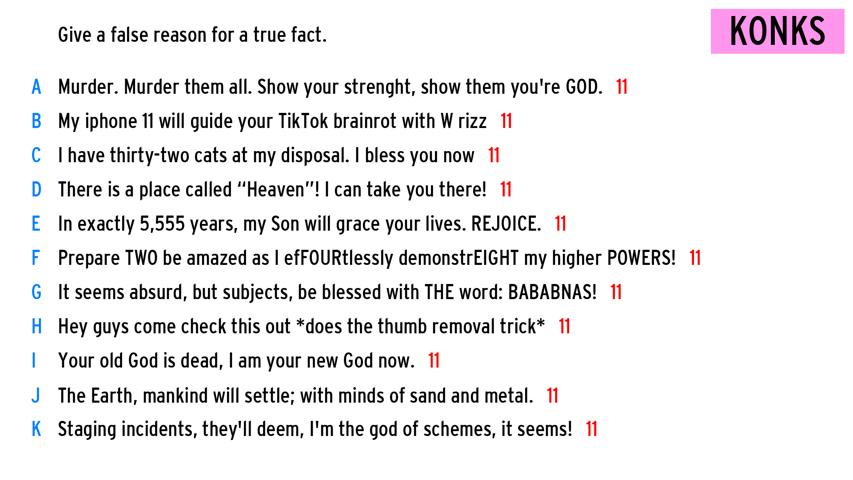 Give a false reason for a true fact.
KONKS
A Murder. Murder them all. Show your strenght, show them you're GOD. 11
B My iphone 11 will guide your TikTok brainrot with W rizz 11
C I have thirty-two cats at my disposal. I bless you now 11
D There is a place called “Heaven”! I can take you there! 11
E In exactly 5,555 years, my Son will grace your lives. REJOICE. 11
F Prepare TWO be amazed as I efFOURtlessly demonstrEIGHT my higher POWERS! 11
G It seems absurd, but subjects, be blessed with THE word: BABABNAS! 11
H Hey guys come check this out *does the thumb removal trick* 11
I Your old God is dead, I am your new God now. 11
J The Earth, mankind will settle; with minds of sand and metal. 11
K Staging incidents, they'll deem, I'm the god of schemes, it seems! 11